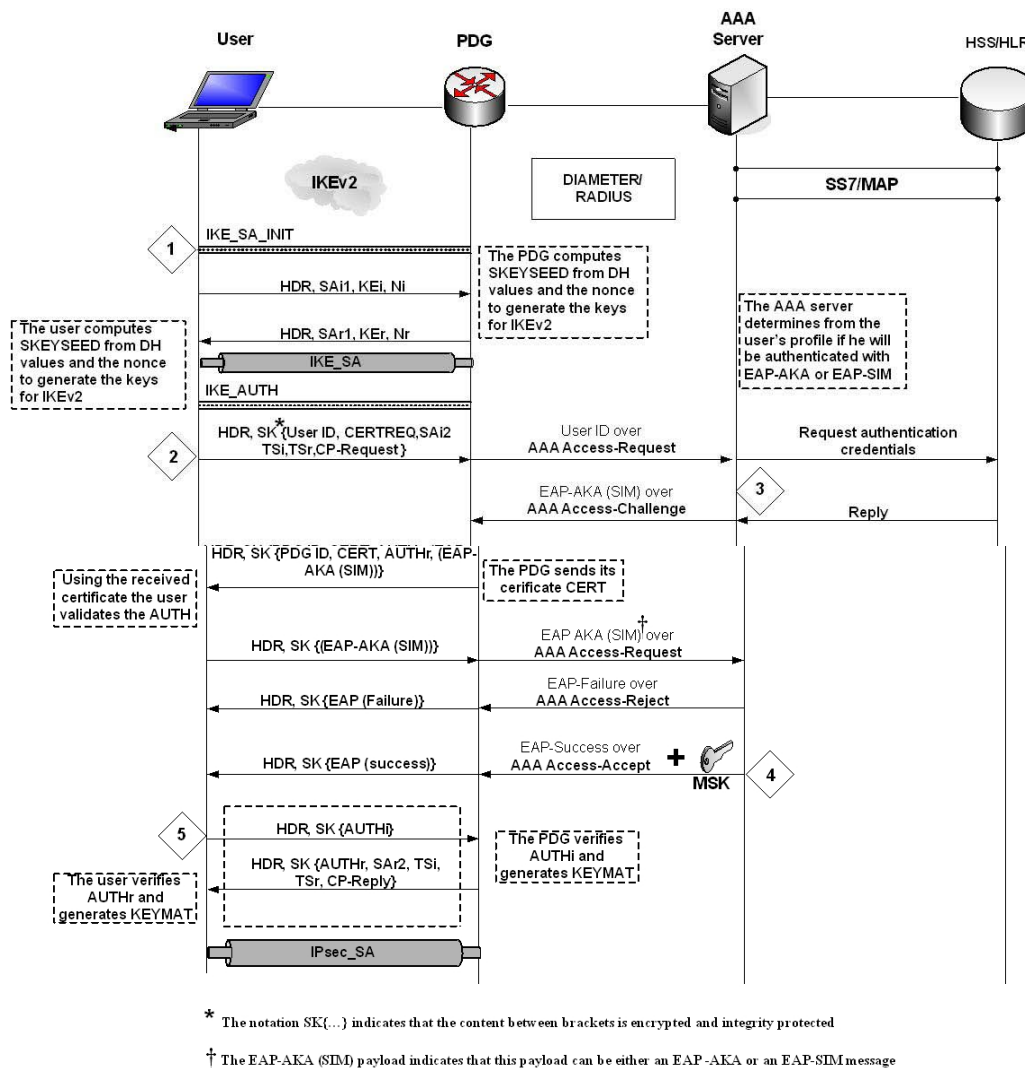 User
PDG
AAA
Server
HSS/HLR
IKEv2
DIAMETER/
RADIUS
SS7/MAP
1
IKE_SA_INIT
The PDG computes
SKEYSEED from DH
values and the nonce
to generate the keys
for IKEv2
HDR, SAi1, KEi, Ni
The AAA server
determines from the
user's profile if he will
be authenticated with
EAP-AKA or EAP-SIM
The user computes
SKEYSEED from DH
values and the nonce
to generate the keys
for IKEv2
HDR, SAr1, KEr, Nr
IKE_SA
IKE_AUTH
2
HDR, SK*{User ID, CERTREQ,SAi2
TSi,TSr,CP-Request}
User ID over
AAA Access-Request
Request authentication
credentials
3
EAP-AKA (SIM) over
AAA Access-Challenge
Reply
HDR, SK {PDG ID, CERT, AUTHr, (EAP-
AKA (SIM))}
Using the received
certificate the user
validates the AUTH
The PDG sends its
cerificate CERT
HDR, SK {(EAP-AKA (SIM))}
EAP AKA (SIM)† over
AAA Access-Request
HDR, SK {EAP (Failure)}
EAP-Failure over
AAA Access-Reject
HDR, SK {EAP (success)}
EAP-Success over
AAA Access-Accept
+
MSK
4
5
HDR, SK {AUTHi}
The PDG verifies
AUTHi and
generates KEYMAT
HDR, SK {AUTHr, SAr2, TSi,
TSr, CP-Reply}
The user verifies
AUTHr and
generates KEYMAT
IPsec_SA
* The notation SK{…} indicates that the content between brackets is encrypted and integrity protected
† The EAP-AKA (SIM) payload indicates that this payload can be either an EAP -AKA or an EAP-SIM message